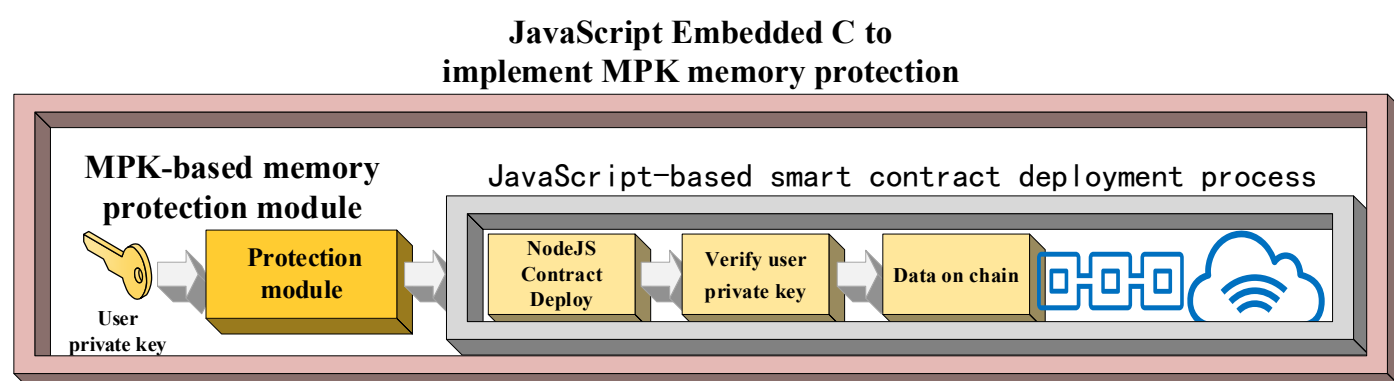 JavaScript Embedded C to
implement MPK memory protection
MPK-based memory
protection module
JavaScript-based smart contract deployment process
User
private key
Protection
module
NodeJS
Contract
Deploy
Verify user
private key
Data on chain